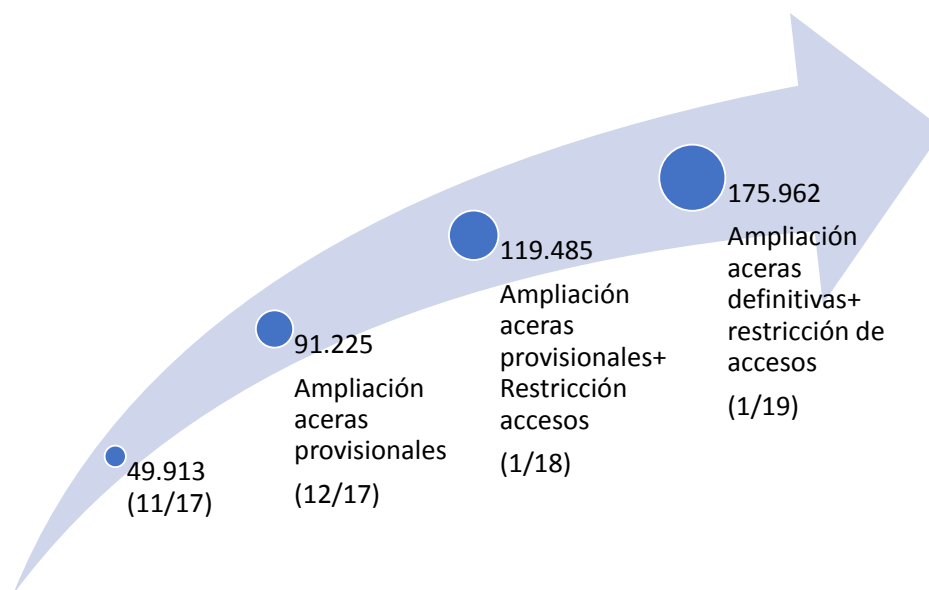 49.913
(11/17)
91.225
Ampliación
aceras
provisionales
(12/17)
119.485
Ampliación
aceras
provisionales+
Restricción
accesos
(1/18)
175.962
Ampliación
aceras
definitivas+
restricción de
accesos
(1/19)